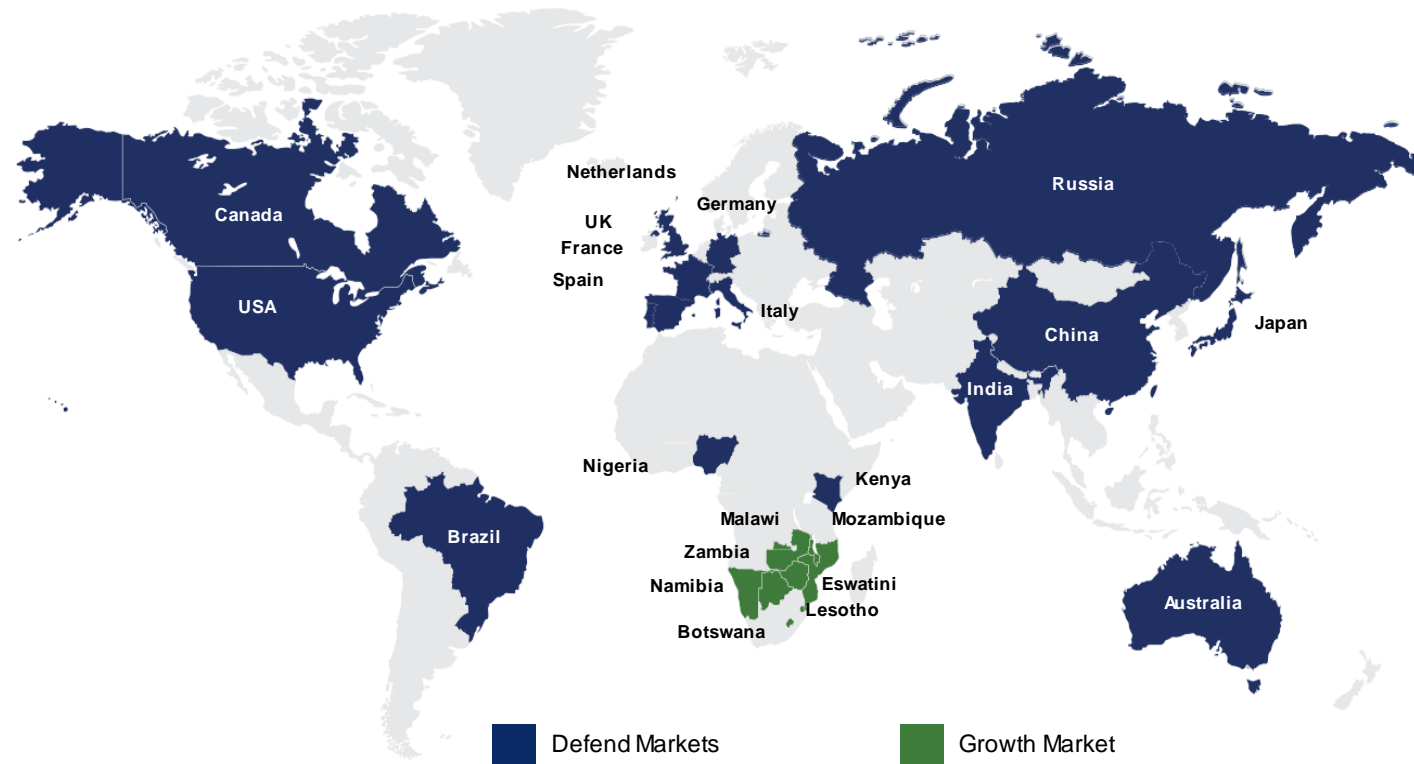 Netherlands
Germany
Russia
Canada
UK
France
Spain
USA
Italy
Japan
China
India
Nigeria
Kenya
Malawi
Mozambique
Brazil
Zambia
Namibia
Eswatini
Lesotho
Australia
Botswana
Defend Markets
Growth Market